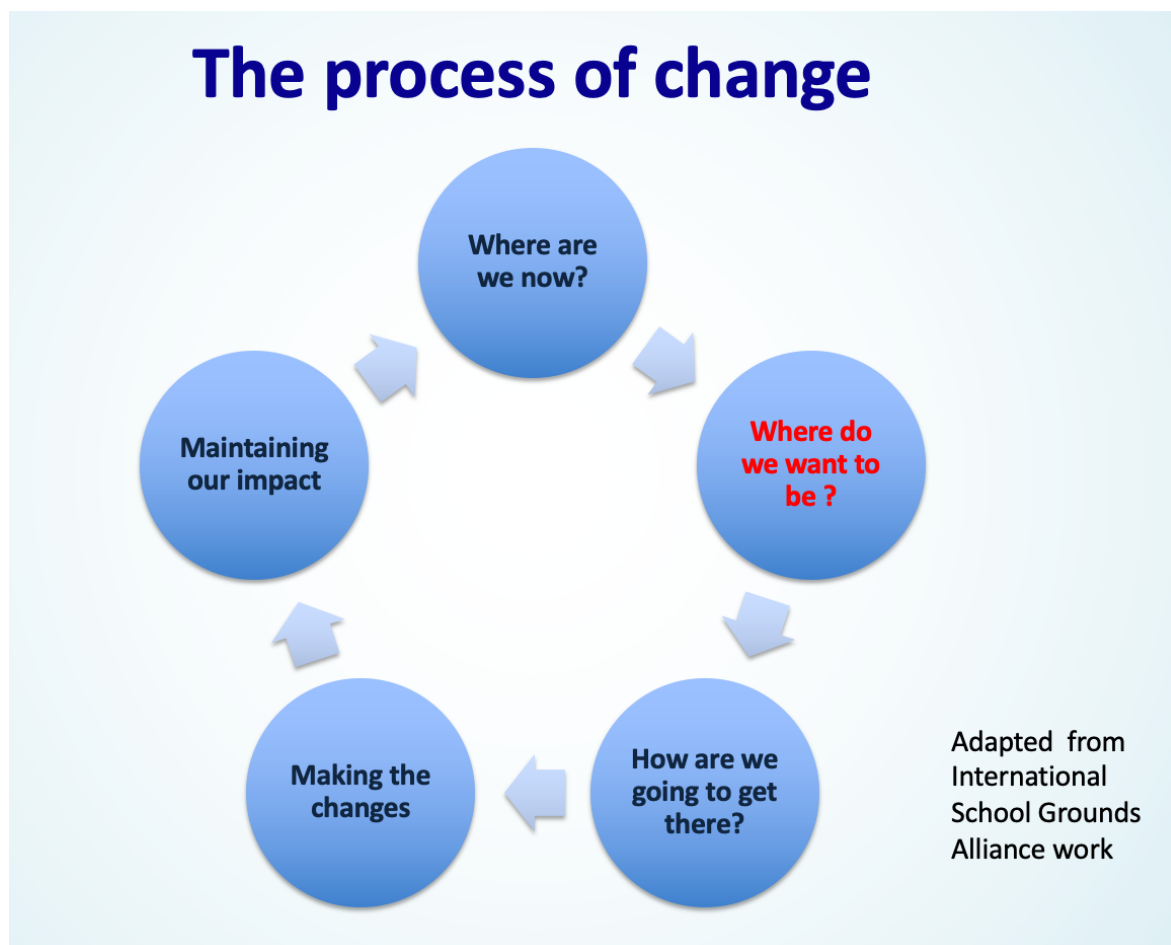 The process of change
Where are
we now?
Where do
we want to
be ?
How are we
going to get
there?
Making the
changes
Maintaining
our impact
Adapted  from
International
School Grounds
Alliance work